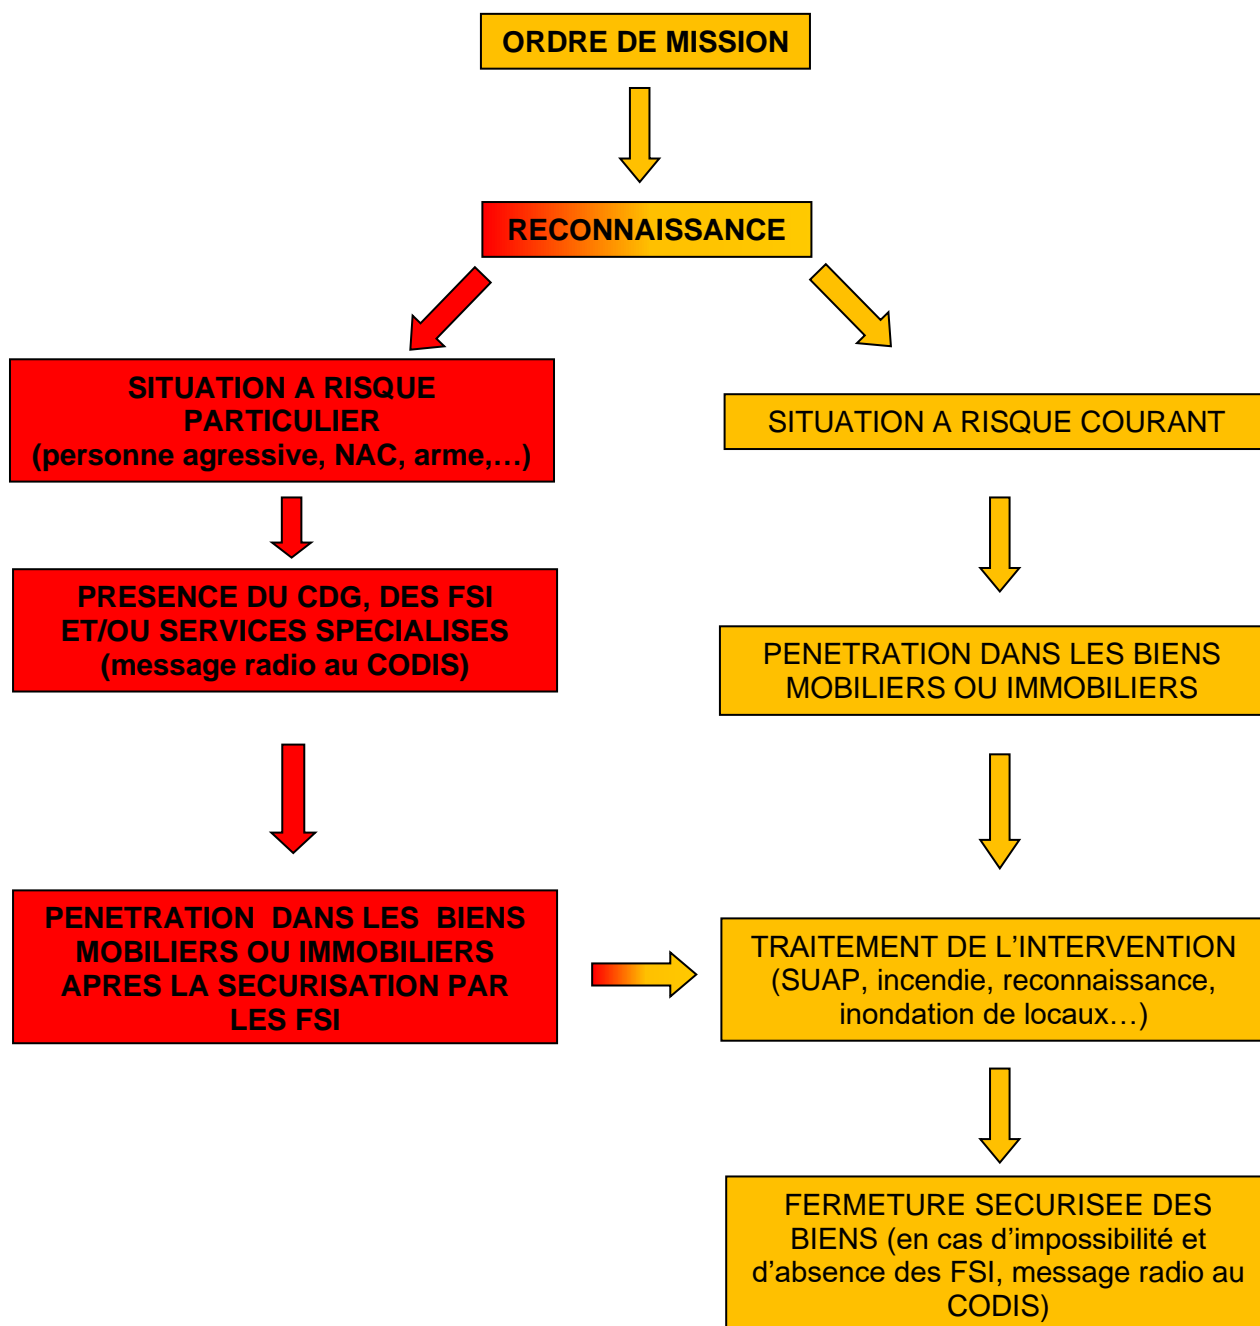 ORDRE DE MISSION
RECONNAISSANCE
SITUATION A RISQUE
PARTICULIER
(personne agressive, NAC, arme,…)
SITUATION A RISQUE COURANT
PRESENCE DU CDG, DES FSI
ET/OU SERVICES SPECIALISES
(message radio au CODIS)
PENETRATION DANS LES BIENS
MOBILIERS OU IMMOBILIERS
PENETRATION DANS LES BIENS
MOBILIERS OU IMMOBILIERS
APRES LA SECURISATION PAR
LES FSI
TRAITEMENT DE L’INTERVENTION
(SUAP, incendie, reconnaissance,
inondation de locaux…)
FERMETURE SECURISEE DES
BIENS (en cas d’impossibilité et
d’absence des FSI, message radio au
CODIS)